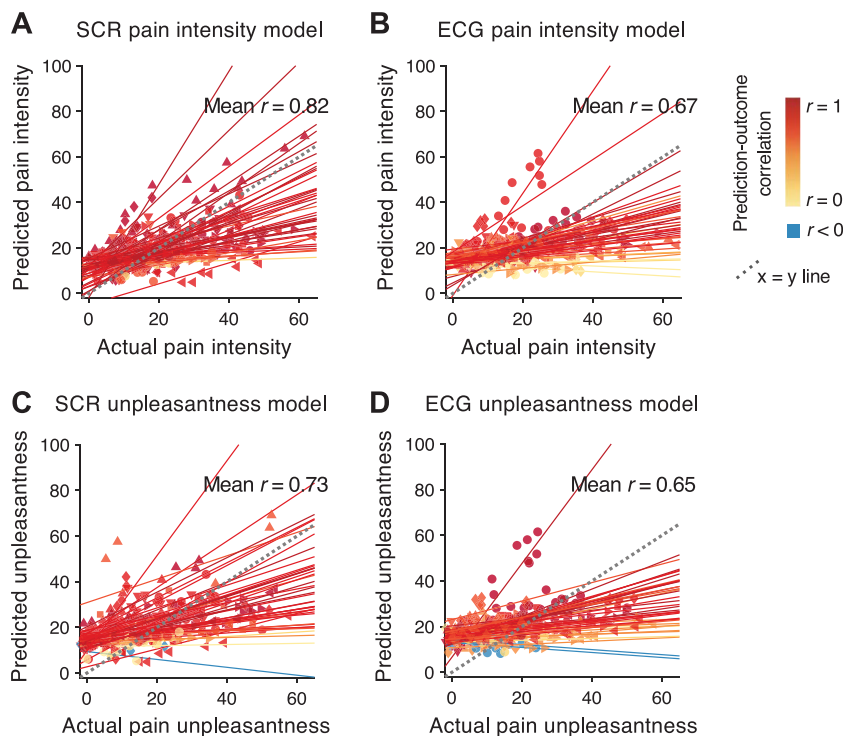 A
SCR pain intensity model
Predicted pain intensity
100
80
60
40
20
0
Mean r = 0.82
0
20
40
60
Actual pain intensity
B
ECG pain intensity model
Predicted pain intensity
100
80
60
40
20
0
Mean r = 0.67
0
20
40
60
Actual pain intensity
Prediction-outcome
correlation
r = 1
r = 0
r < 0
x = y line
C
SCR unpleasantness model
Predicted unpleasantness
100
80
60
40
20
0
Mean r = 0.73
0
20
40
60
Actual pain unpleasantness
D
ECG unpleasantness model
Predicted unpleasantness
100
80
60
40
20
0
Mean r = 0.65
0
20
40
60
Actual pain unpleasantness